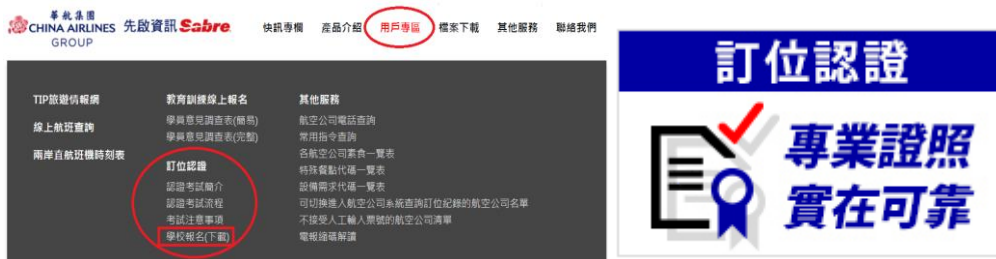 華航集團
CHINA AIRLINES
GROUP
先啟資訊 Sabre
快訊專欄 產品介紹 用戶專區 檔案下載 其他服務 聯絡我們
TIP旅遊情報網
線上航班查詢
兩岸直航班機時刻表
教育訓練線上報名
學員意見調查表(簡易)
學員意見調查表(完整)
訂位認證
認證考試簡介
認證考試流程
考試注意事項
學校報名(下載)
其他服務
航空公司電話查詢
常用指令查詢
各航空公司素食一覽表
特殊餐點代碼一覽表
設備需求代碼一覽表
可切換進入航空公司系統查詢訂位紀錄的航空公司名單
不接受人工輸入票號的航空公司清單
電報縮碼解讀
訂位認證
專業證照
實在可靠